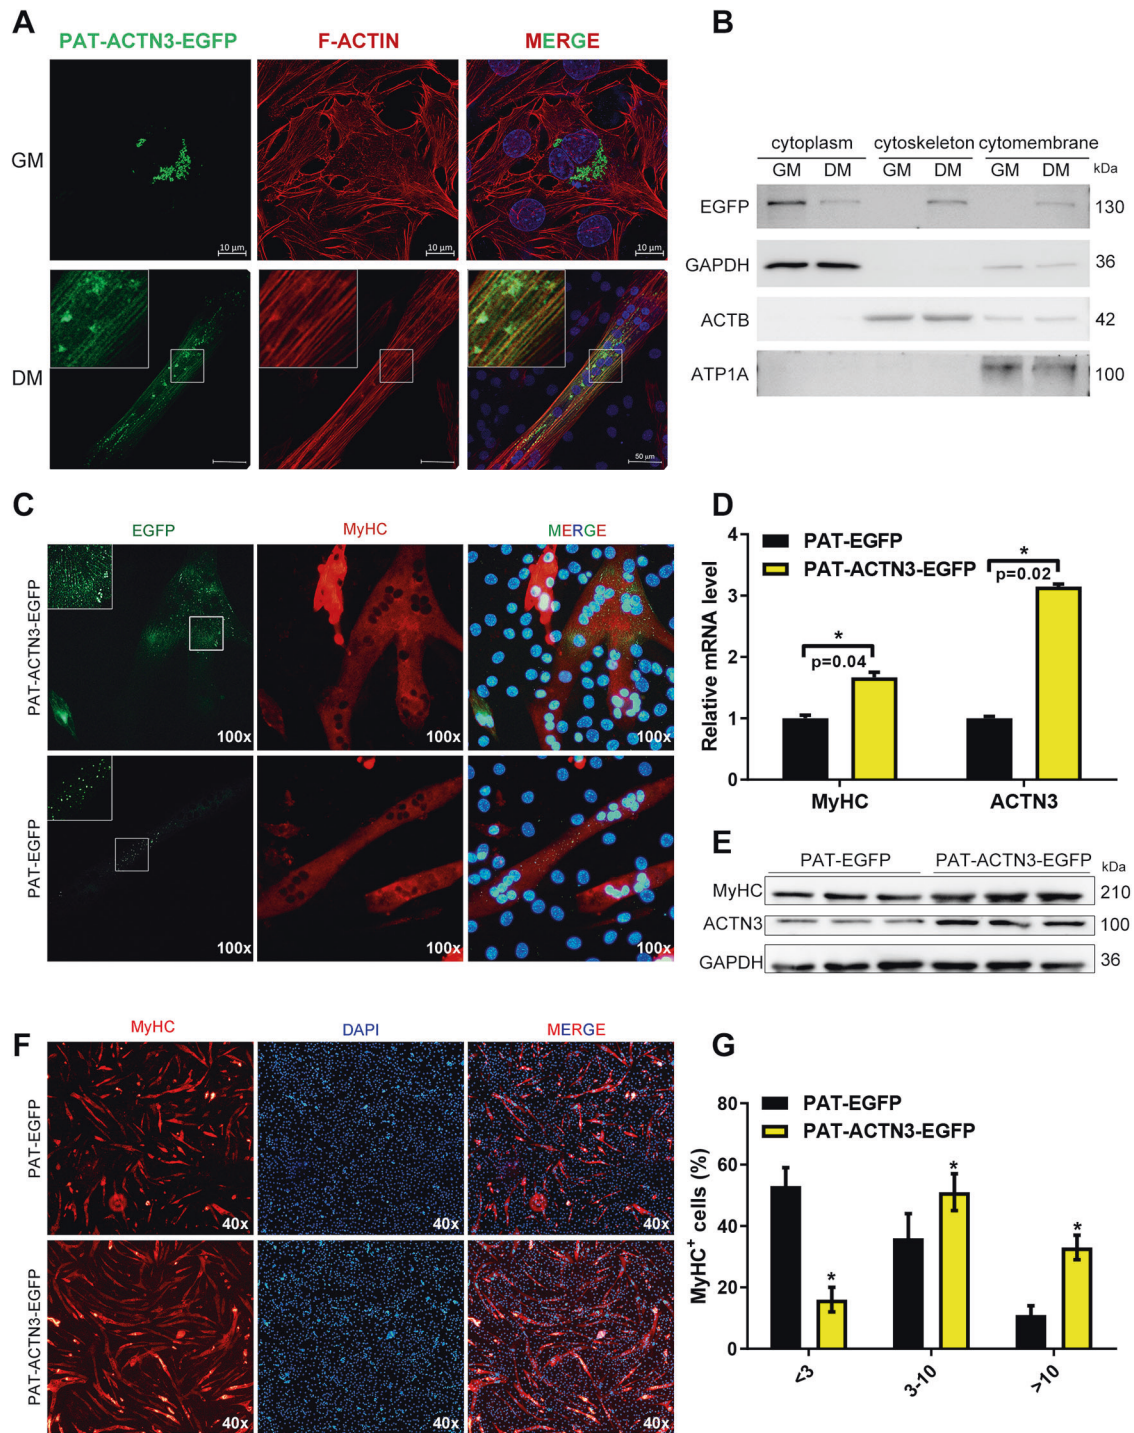 A
PAT-ACTN3-EGFP F-ACTIN MERGE
GM
10 µm 10 µm 10 µm
DM
50 µm
B
cytoplasm cytoskeleton cytomembrane
GM DM GM DM GM DM kDa
EGFP 130
GAPDH 36
ACTB 42
ATP1A 100
C
EGFP MyHC MERGE
PAT-ACTN3-EGFP
100x 100x 100x
PAT-EGFP
100x 100x 100x
D
PAT-EGFP
PAT-ACTN3-EGFP
Relative mRNA level
4
3
2
1
0
*
p=0.04
*
p=0.02
MyHC ACTN3
E
PAT-EGFP PAT-ACTN3-EGFP kDa
MyHC 210
ACTN3 100
GAPDH 36
F
MyHC DAPI MERGE
PAT-EGFP
40x 40x 40x
PAT-ACTN3-EGFP
40x 40x 40x
G
PAT-EGFP
PAT-ACTN3-EGFP
MyHC+ cells (%)
80
60
40
20
0
* * *
<3 3-10 >10